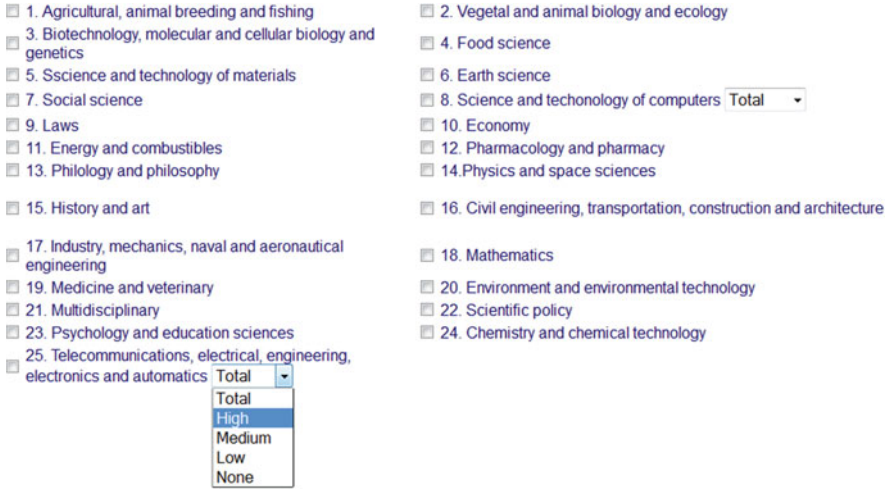 1. Agricultural, animal breeding and fishing
2. Vegetal and animal biology and ecology
3. Biotechnology, molecular and cellular biology and
genetics
4. Food science
5. Sscience and technology of materials
6. Earth science
7. Social science
8. Science and techonology of computers Total
9. Laws
10. Economy
11. Energy and combustibles
12. Pharmacology and pharmacy
13. Philology and philosophy
14.Physics and space sciences
15. History and art
16. Civil engineering, transportation, construction and architecture
17. Industry, mechanics, naval and aeronautical
engineering
18. Mathematics
19. Medicine and veterinary
20. Environment and environmental technology
21. Multidisciplinary
22. Scientific policy
23. Psychology and education sciences
24. Chemistry and chemical technology
25. Telecommunications, electrical, engineering,
electronics and automatics Total
Total
High
Medium
Low
None